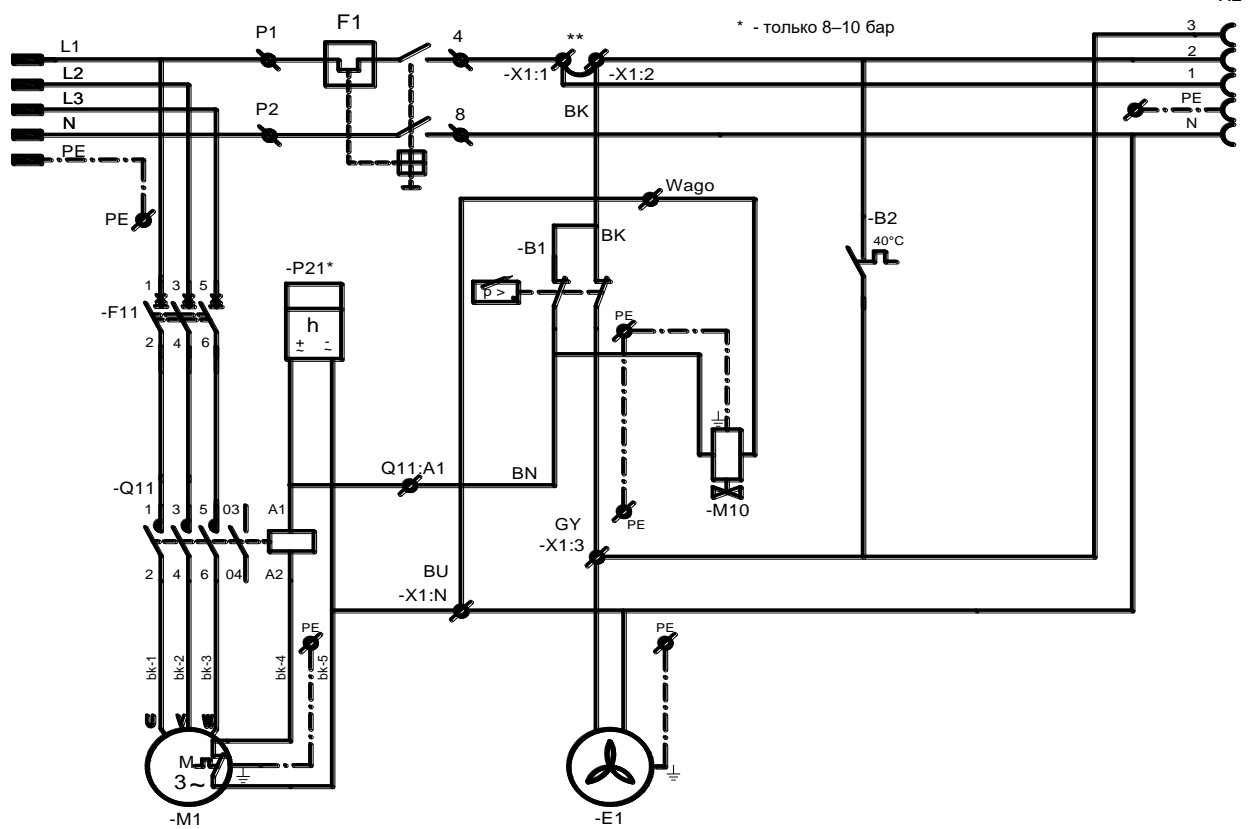 F1
* - только 8–10 бар
P1
4
**
3
L1
2
-X1:1
-X1:2
L2
1
L3
BK
PE
P2
8
N
N
PE
Wago
PE
-B2
BK
-B1
40°C
-P21*
p >
1 3 5
-F11
h
PE
+ -
~ ~
2 4 6
Q11:A1
BN
-Q11
-M10
1 3 5 03 A1
PE
GY
-X1:3
2 4 6 04 A2
BU
-X1:N
PE
PE
bk-1
bk-2
bk-3
bk-4
bk-5
U V W
M
3 ~
-M1
-E1